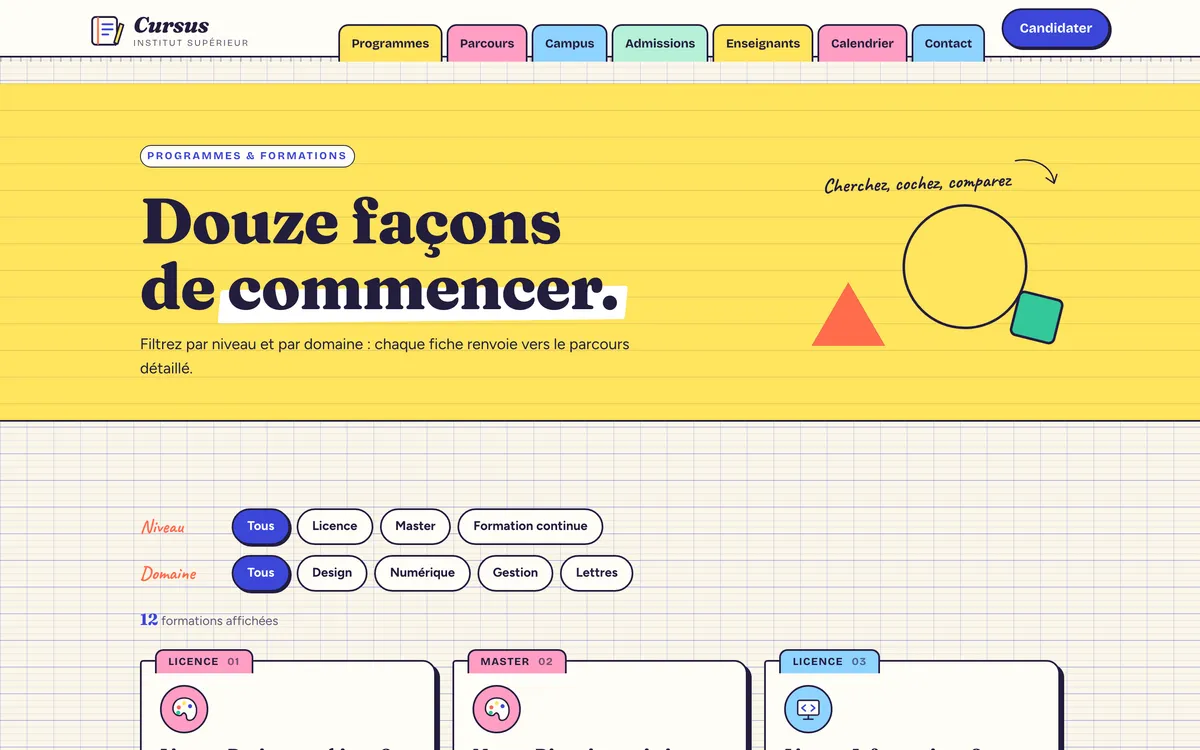 Cursus
INSTITUT SUPÉRIEUR
Programmes
Parcours
Campus
Admissions
Enseignants
Calendrier
Contact
Candidater
PROGRAMMES & FORMATIONS
Cherchez, cochez, comparez
Douze façons
de commencer.
Filtrez par niveau et par domaine : chaque fiche renvoie vers le parcours
détaillé.
Niveau
Tous
Licence
Master
Formation continue
Domaine
Tous
Design
Numérique
Gestion
Lettres
12 formations affichées
LICENCE 01
MASTER 02
LICENCE 03